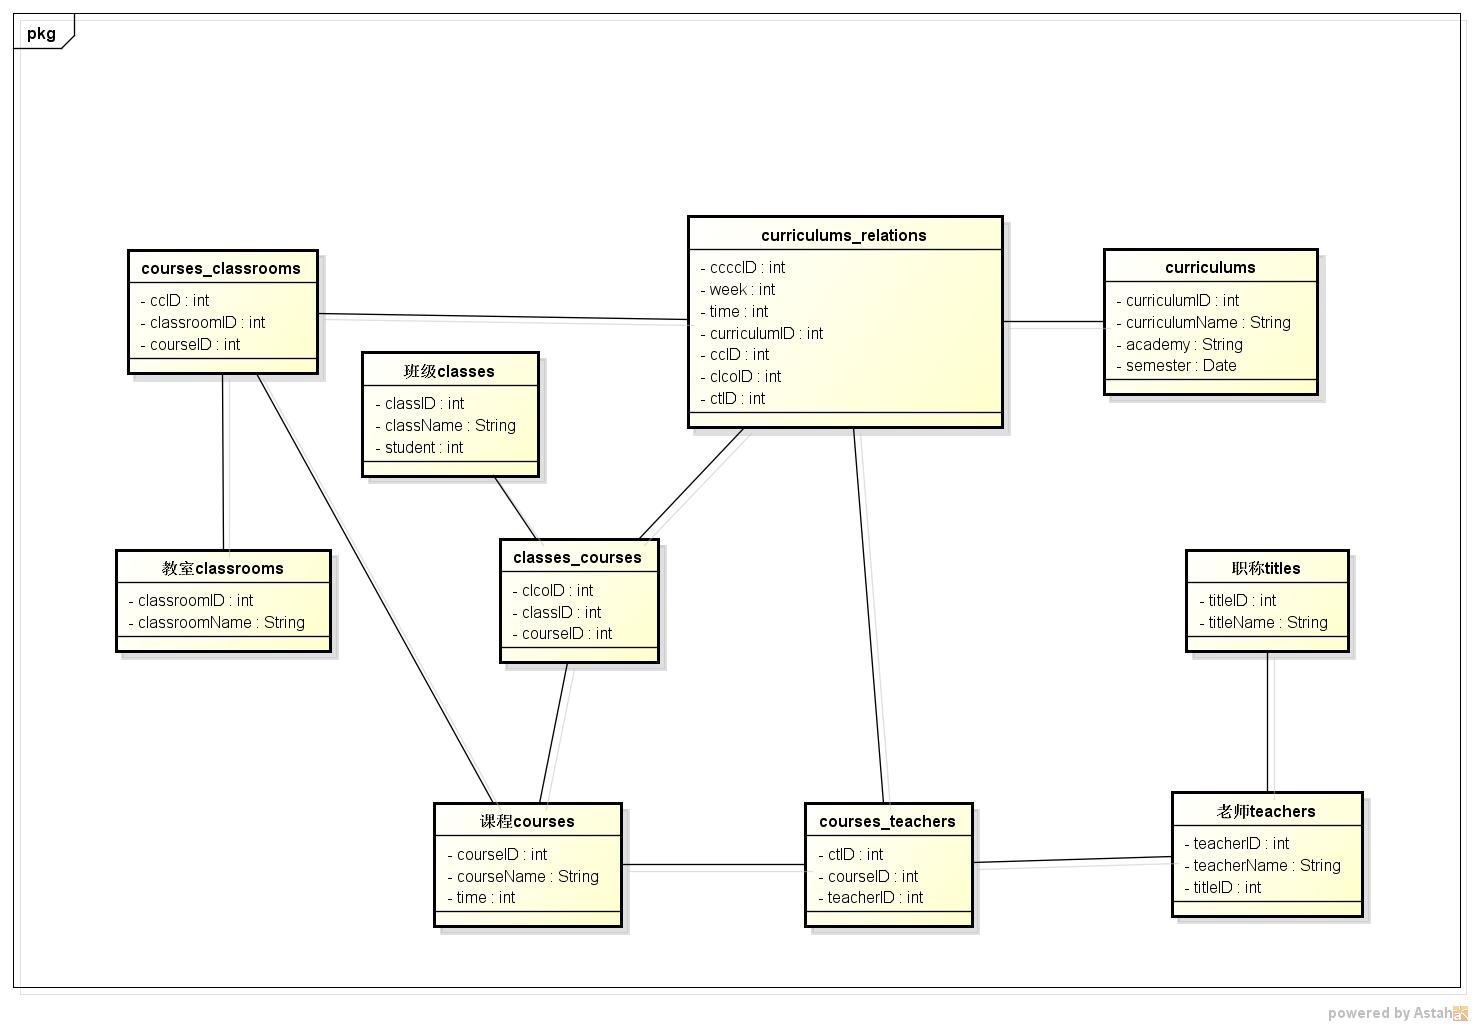 pkg
curriculums_relations
- ccccID : int
- week : int
- time : int
- curriculumID : int
- ccID : int
- clcoID : int
- ctID : int
courses_classrooms
- ccID : int
- classroomID : int
- courseID : int
curriculums
- curriculumID : int
- curriculumName : String
- academy : String
- semester : Date
班级classes
- classID : int
- className : String
- student : int
classes_courses
- clcoID : int
- classID : int
- courseID : int
教室classrooms
- classroomID : int
- classroomName : String
职称titles
- titleID : int
- titleName : String
课程courses
- courseID : int
- courseName : String
- time : int
courses_teachers
- ctID : int
- courseID : int
- teacherID : int
老师teachers
- teacherID : int
- teacherName : String
- titleID : int
powered by Astah